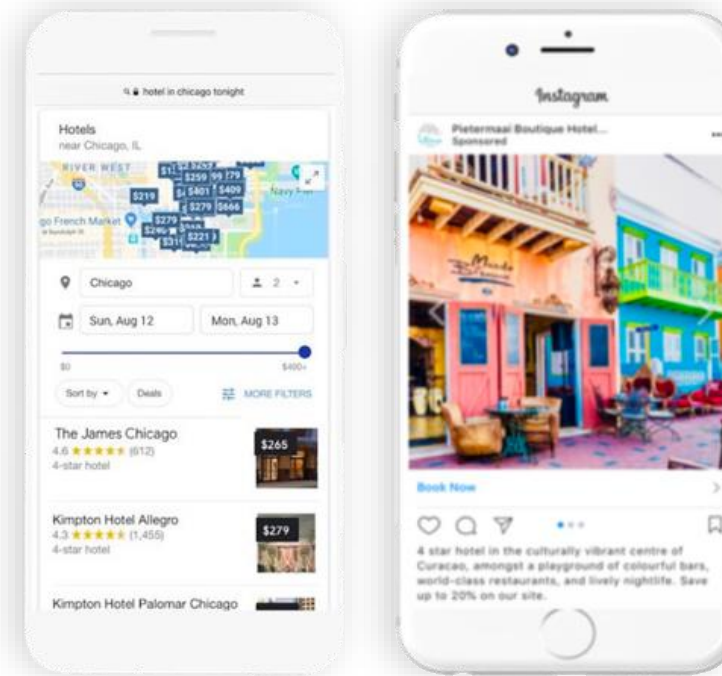 hotel in chicago tonight
Hotels
near Chicago, IL
RIVER WEST
$259
$219
$401
$409
Navy
$279
$666
go French Market
$279
$221
Chicago
2
Sun, Aug 12
Mon, Aug 13
$0
$400+
Sort by
Deals
MORE FILTERS
The James Chicago
$265
4.6 ★★★★★ (612)
4-star hotel
Kimpton Hotel Allegro
$279
4.3 ★★★★★ (1,455)
4-star hotel
Kimpton Hotel Palomar Chicago
Instagram
Pietermaai Boutique Hotel...
Sponsored
Mundo
Book Now
4 star hotel in the culturally vibrant centre of
Curacao, amongst a playground of colourful bars,
world-class restaurants, and lively nightlife. Save
up to 20% on our site.